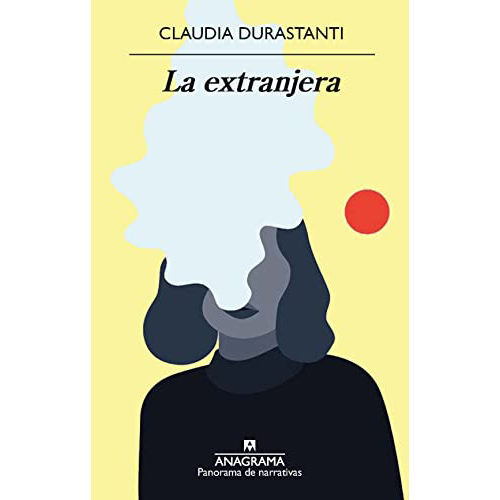 CLAUDIA DURASTANTI
La extranjera
ANAGRAMA
Panorama de narrativas